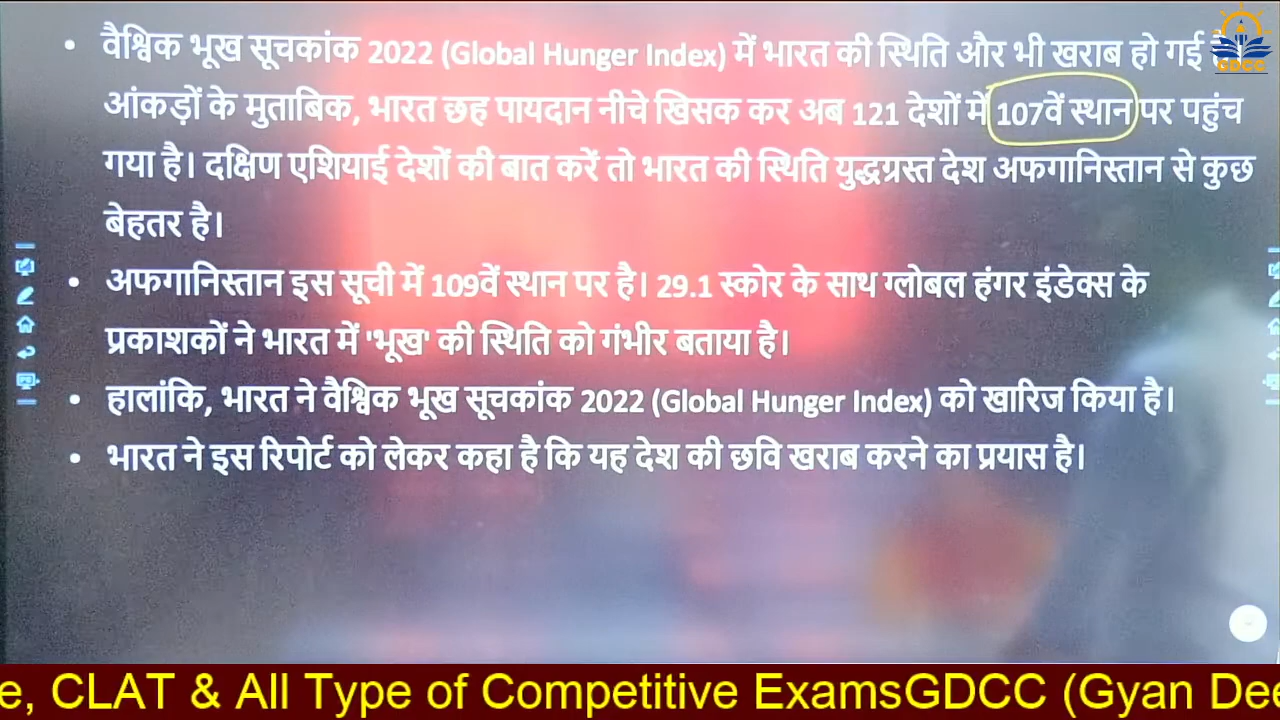 • वैश्विक भूख सूचकांक 2022 (Global Hunger Index) में भारत की स्थिति और भी खराब हो गई
आंकड़ों के मुताबिक, भारत छह पायदान नीचे खिसक कर अब 121 देशों में 107वें स्थान पर पहुंच
गया है। दक्षिण एशियाई देशों की बात करें तो भारत की स्थिति युद्धग्रस्त देश अफगानिस्तान से कुछ
बेहतर है।
• अफगानिस्तान इस सूची में 109वें स्थान पर है। 29.1 स्कोर के साथ ग्लोबल हंगर इंडेक्स के
प्रकाशकों ने भारत में 'भूख' की स्थिति को गंभीर बताया है।
• हालांकि, भारत ने वैश्विक भूख सूचकांक 2022 (Global Hunger Index) को खारिज किया है।
• भारत ने इस रिपोर्ट को लेकर कहा है कि यह देश की छवि खराब करने का प्रयास है।
GDCC
e, CLAT & All Type of Competitive ExamsGDCC (Gyan Dee